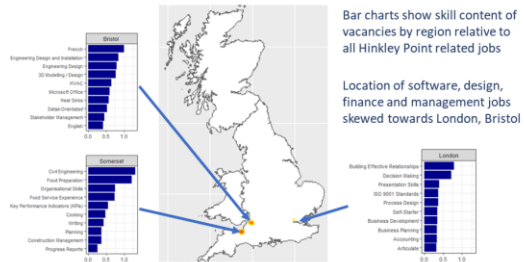 Bar charts show skill content of
vacancies by region relative to
all Hinkley Point related jobs
Location of software, design,
finance and management jobs
skewed towards London, Bristol
Bristol
French
Engineering Design and Installation
Engineering Design
3D Modelling / Design
HVAC
Microsoft Office
Heat Sinks
Detail-Orientated
Stakeholder Management
English
0.0 0.5 1.0
Somerset
Civil Engineering
Food Preparation
Organisational Skills
Food Service Experience
Key Performance Indicators (KPIs)
Cooking
Writing
Planning
Construction Management
Progress Reports
0.0 0.5 1.0
London
Building Effective Relationships
Decision Making
Presentation Skills
ISO 9001 Standards
Process Design
Self-Starter
Business Development
Business Planning
Accounting
Articulate
0.0 0.5 1.0